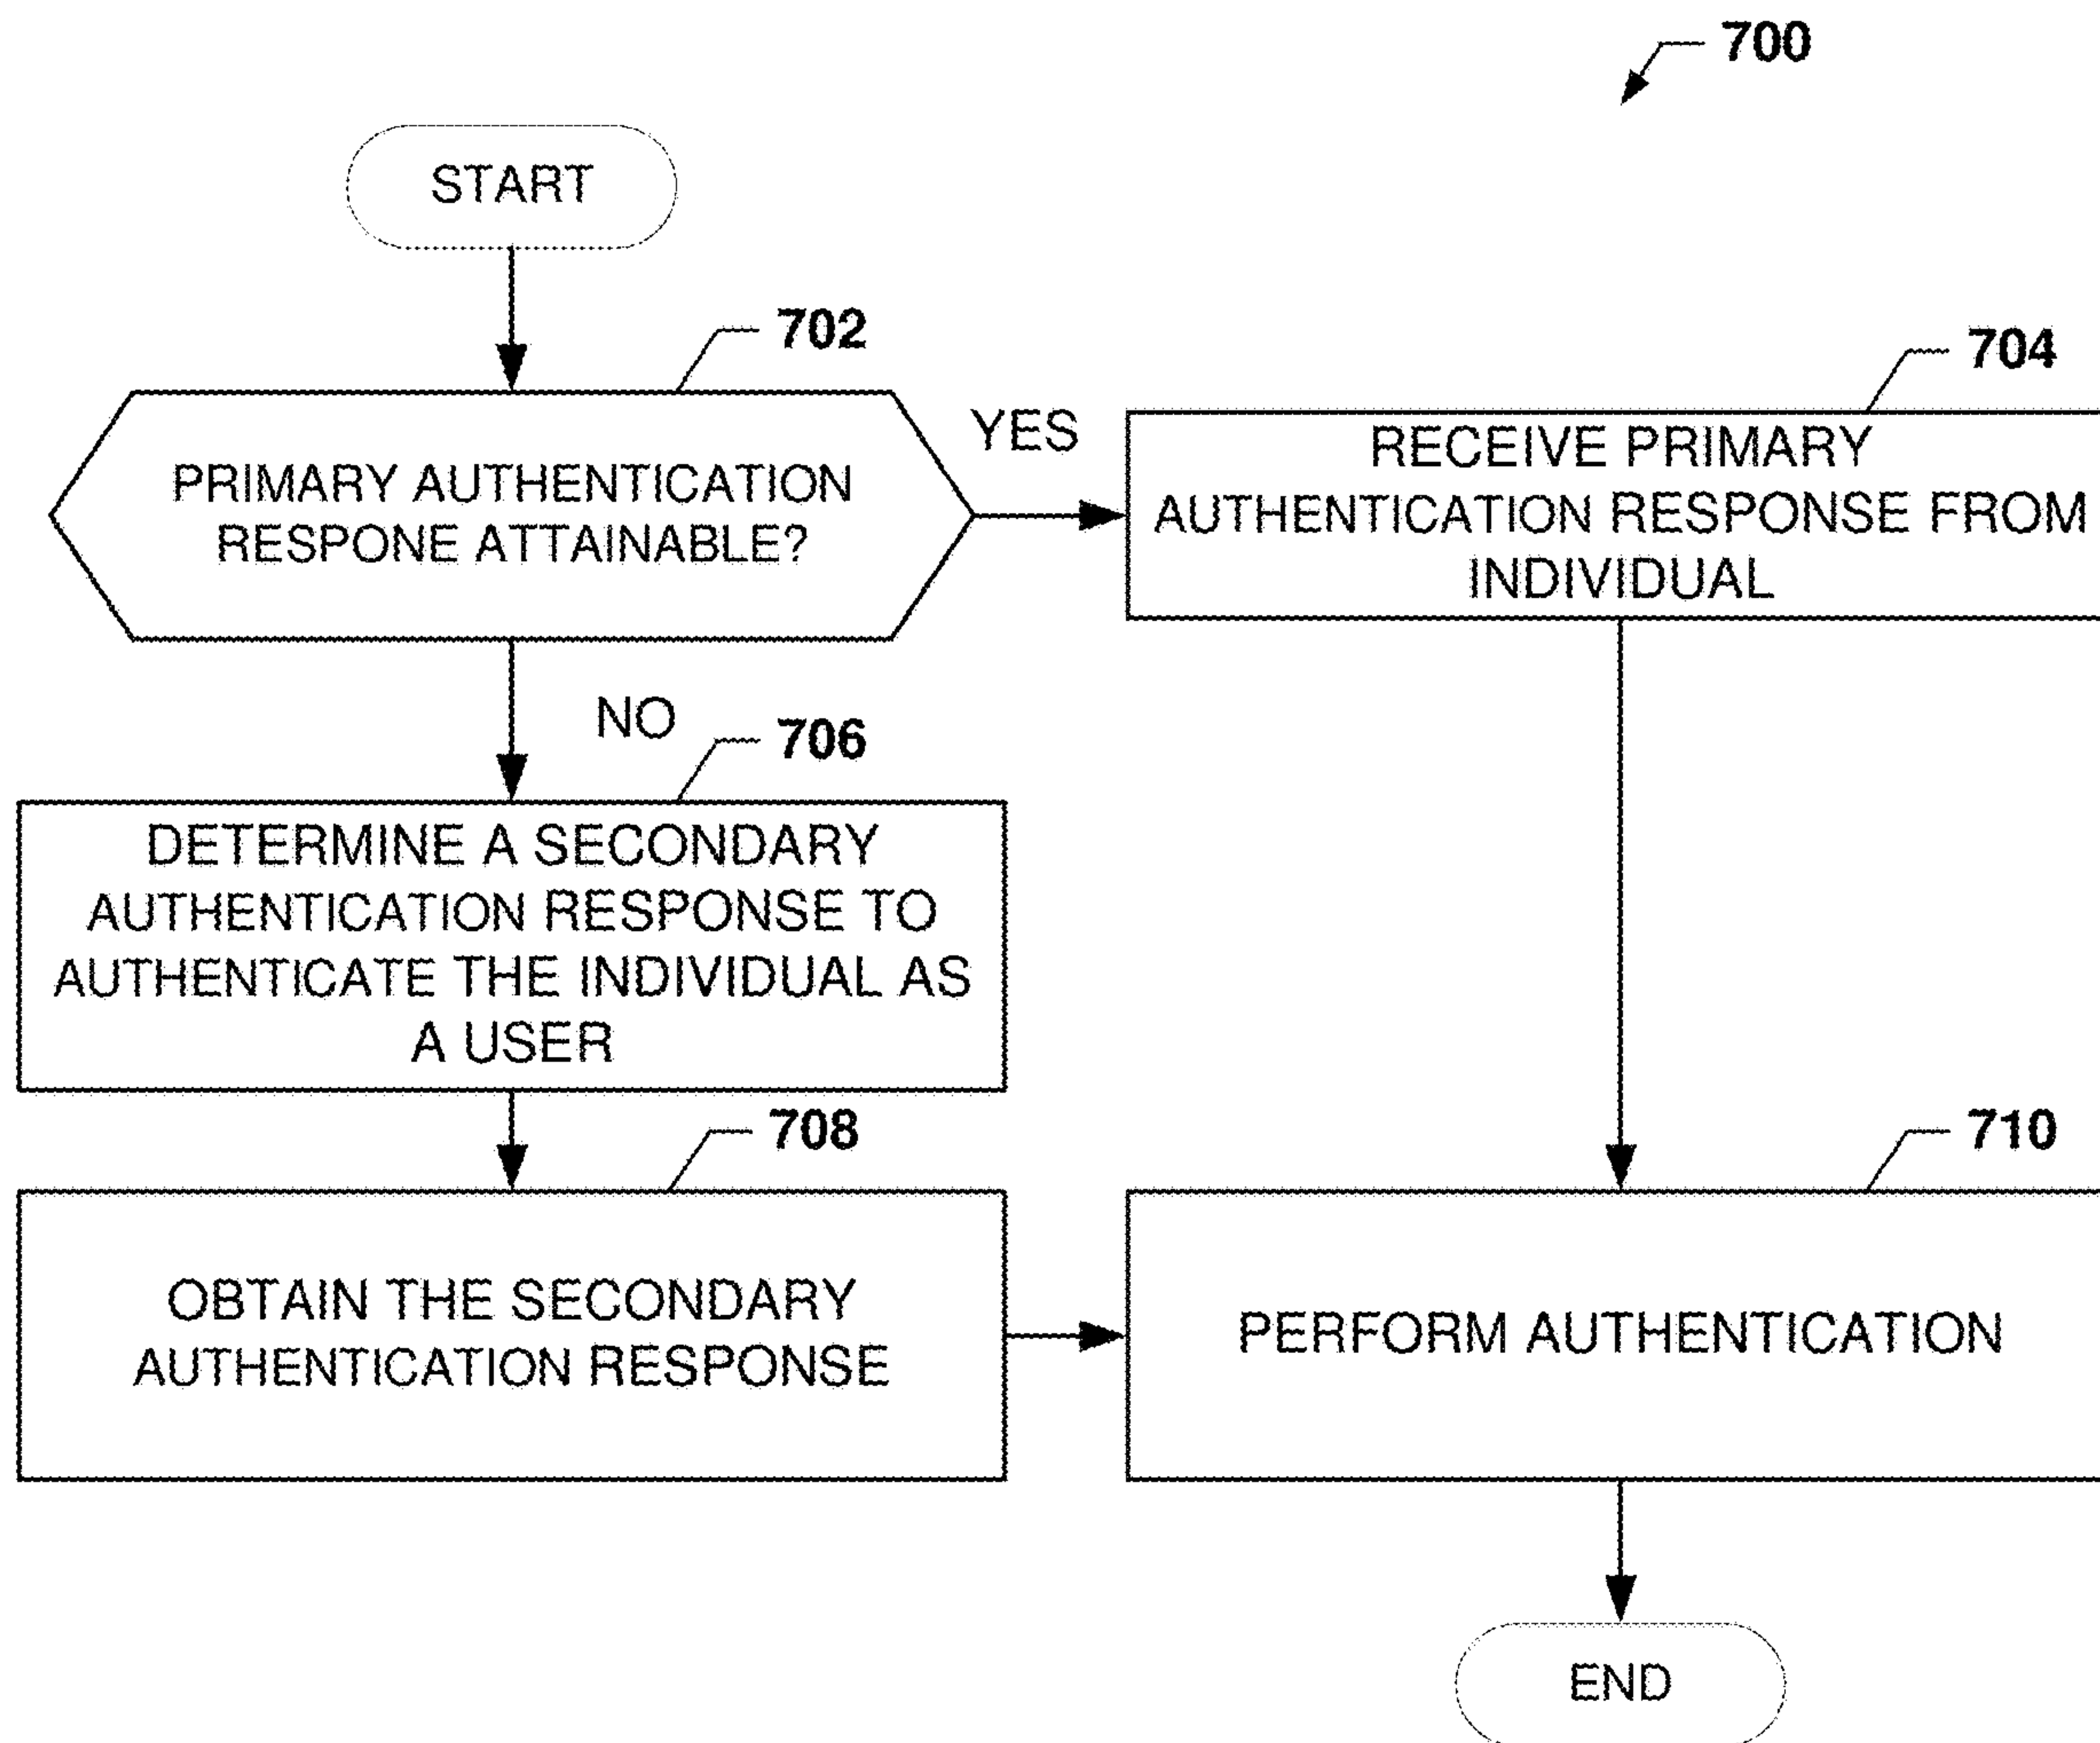 700
START
702
PRIMARY AUTHENTICATION
RESPONE ATTAINABLE?
YES
704
RECEIVE PRIMARY
AUTHENTICATION RESPONSE FROM
INDIVIDUAL
NO
706
DETERMINE A SECONDARY
AUTHENTICATION RESPONSE TO
AUTHENTICATE THE INDIVIDUAL AS
A USER
708
OBTAIN THE SECONDARY
AUTHENTICATION RESPONSE
710
PERFORM AUTHENTICATION
END